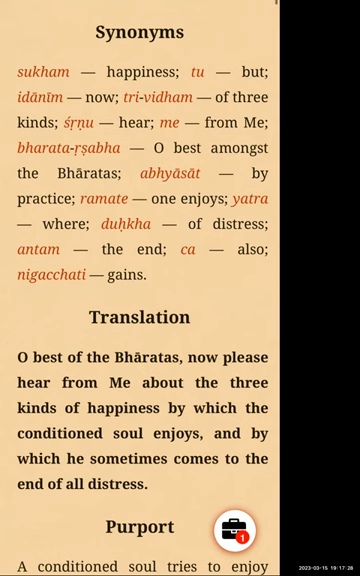 Synonyms
sukham — happiness; tu — but;
idānīm — now; tri-vidham — of three
kinds; śṛṇu — hear; me — from Me;
bharata-ṛṣabha — O best amongst
the Bhāratas; abhyāsāt — by
practice; ramate — one enjoys; yatra
— where; duḥkha — of distress;
antam — the end; ca — also;
nigacchati — gains.
Translation
O best of the Bhāratas, now please
hear from Me about the three
kinds of happiness by which the
conditioned soul enjoys, and by
which he sometimes comes to the
end of all distress.
Purport
1
A conditioned soul tries to enjoy
2023-03-15 19:17:28